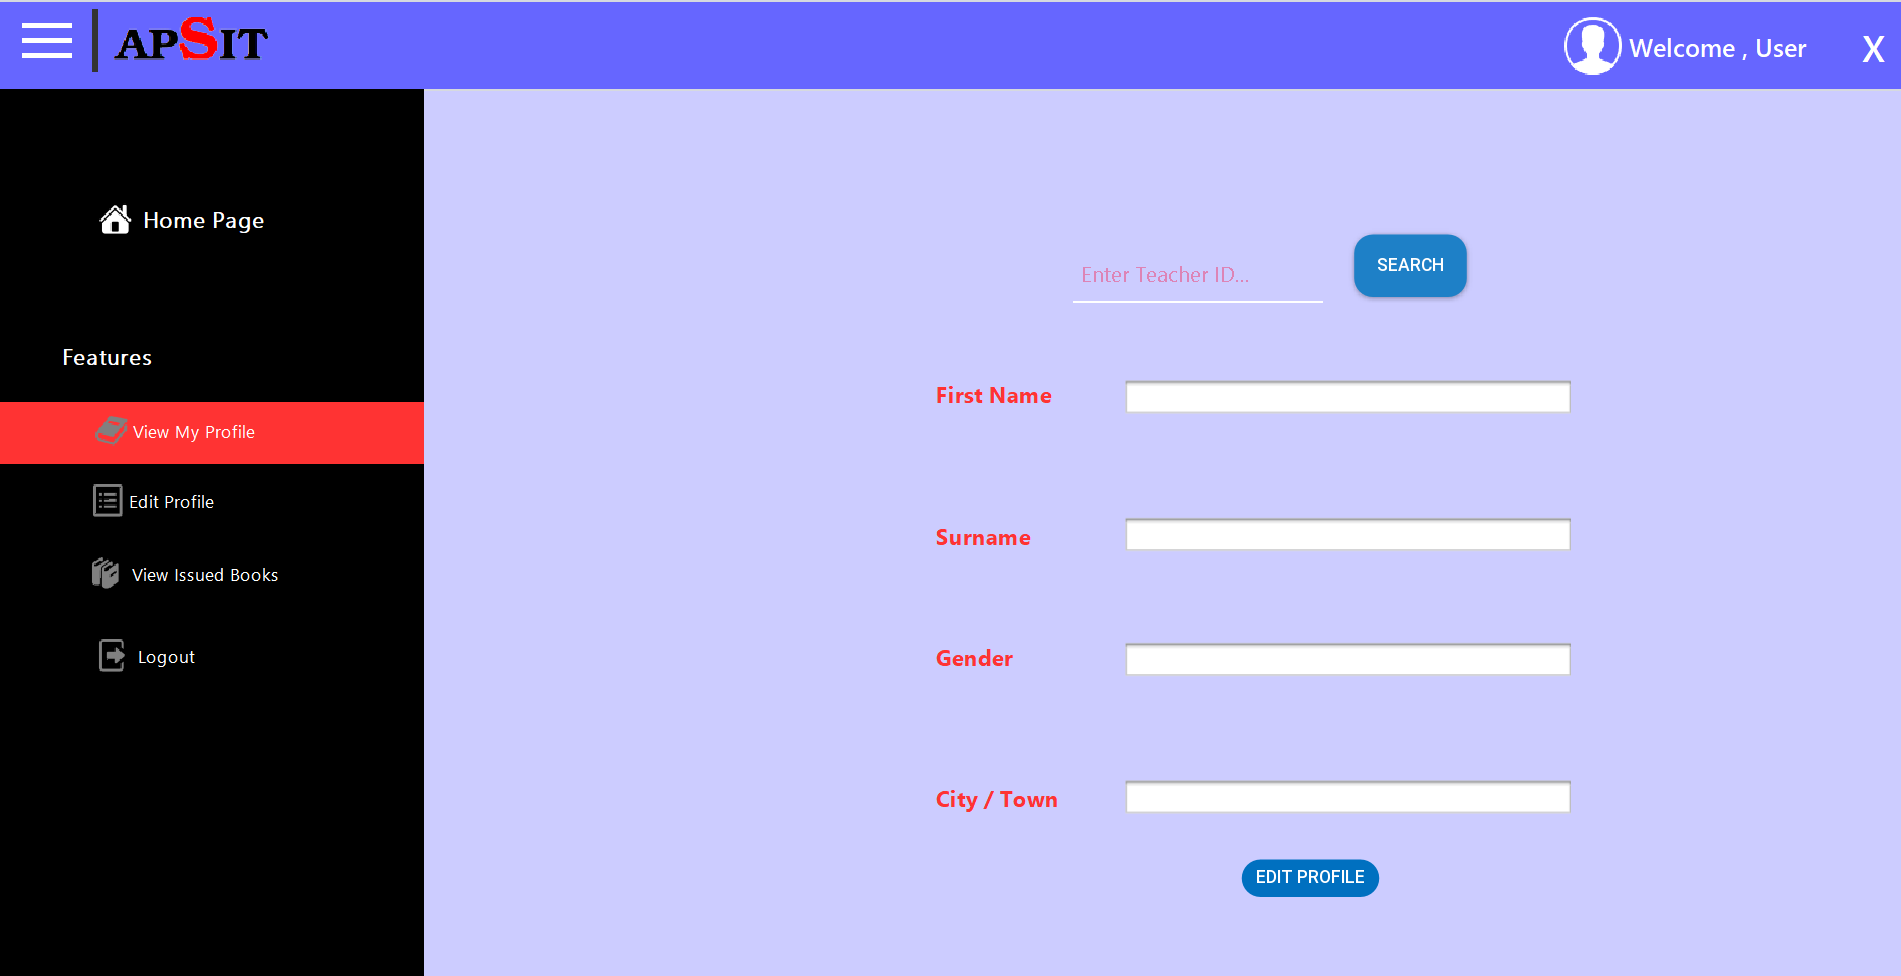 APSIT
Welcome , User
X
Home Page
Features
View My Profile
Edit Profile
View Issued Books
Logout
Enter Teacher ID...
SEARCH
First Name
Surname
Gender
City / Town
EDIT PROFILE